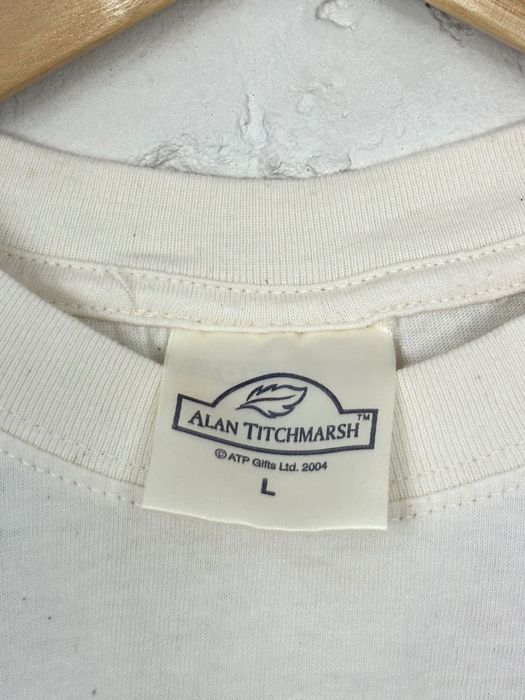 ALAN TITCHMARSH™
© ATP Gifts Ltd. 2004
L